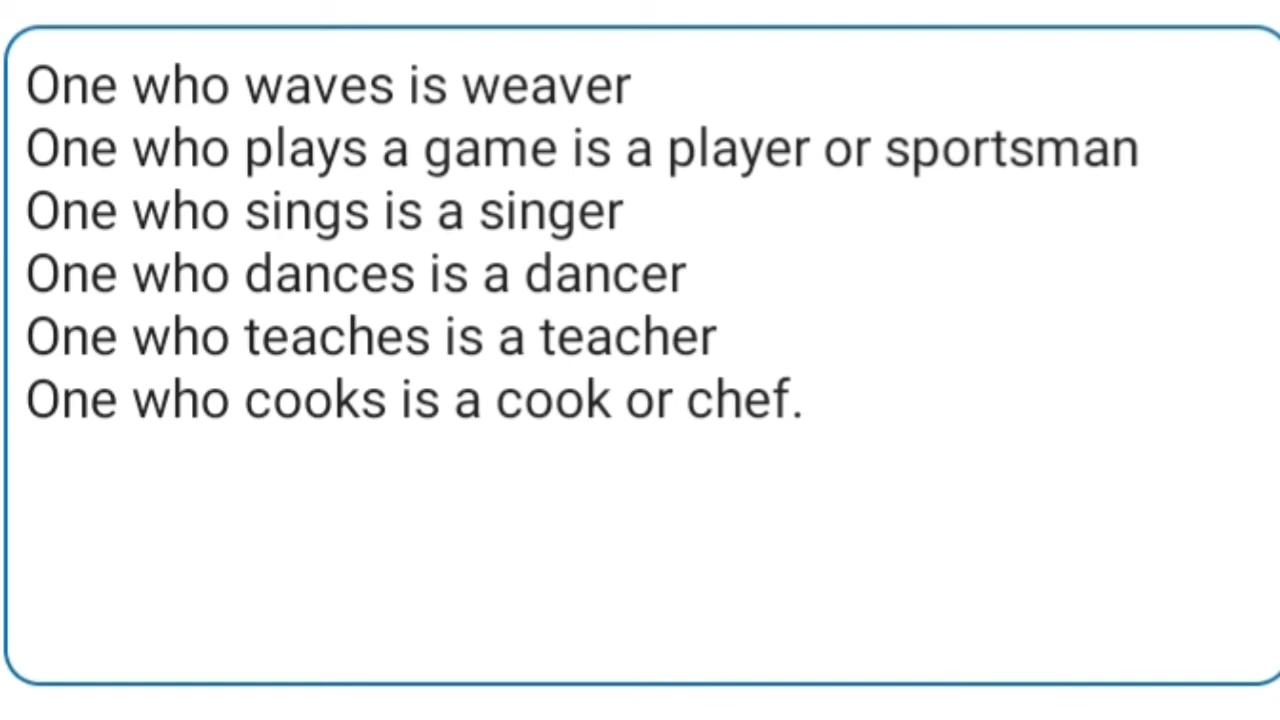 One who waves is weaver
One who plays a game is a player or sportsman
One who sings is a singer
One who dances is a dancer
One who teaches is a teacher
One who cooks is a cook or chef.